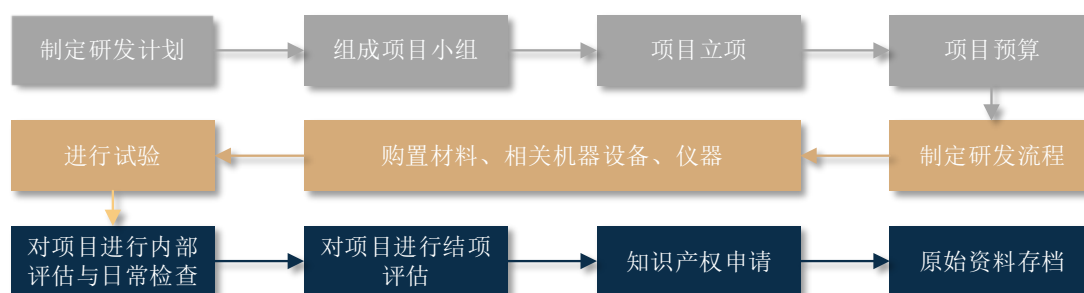 制定研发计划
组成项目小组
项目立项
项目预算
制定研发流程
购置材料、相关机器设备、仪器
进行试验
对项目进行内部
评估与日常检查
对项目进行结项
评估
知识产权申请
原始资料存档